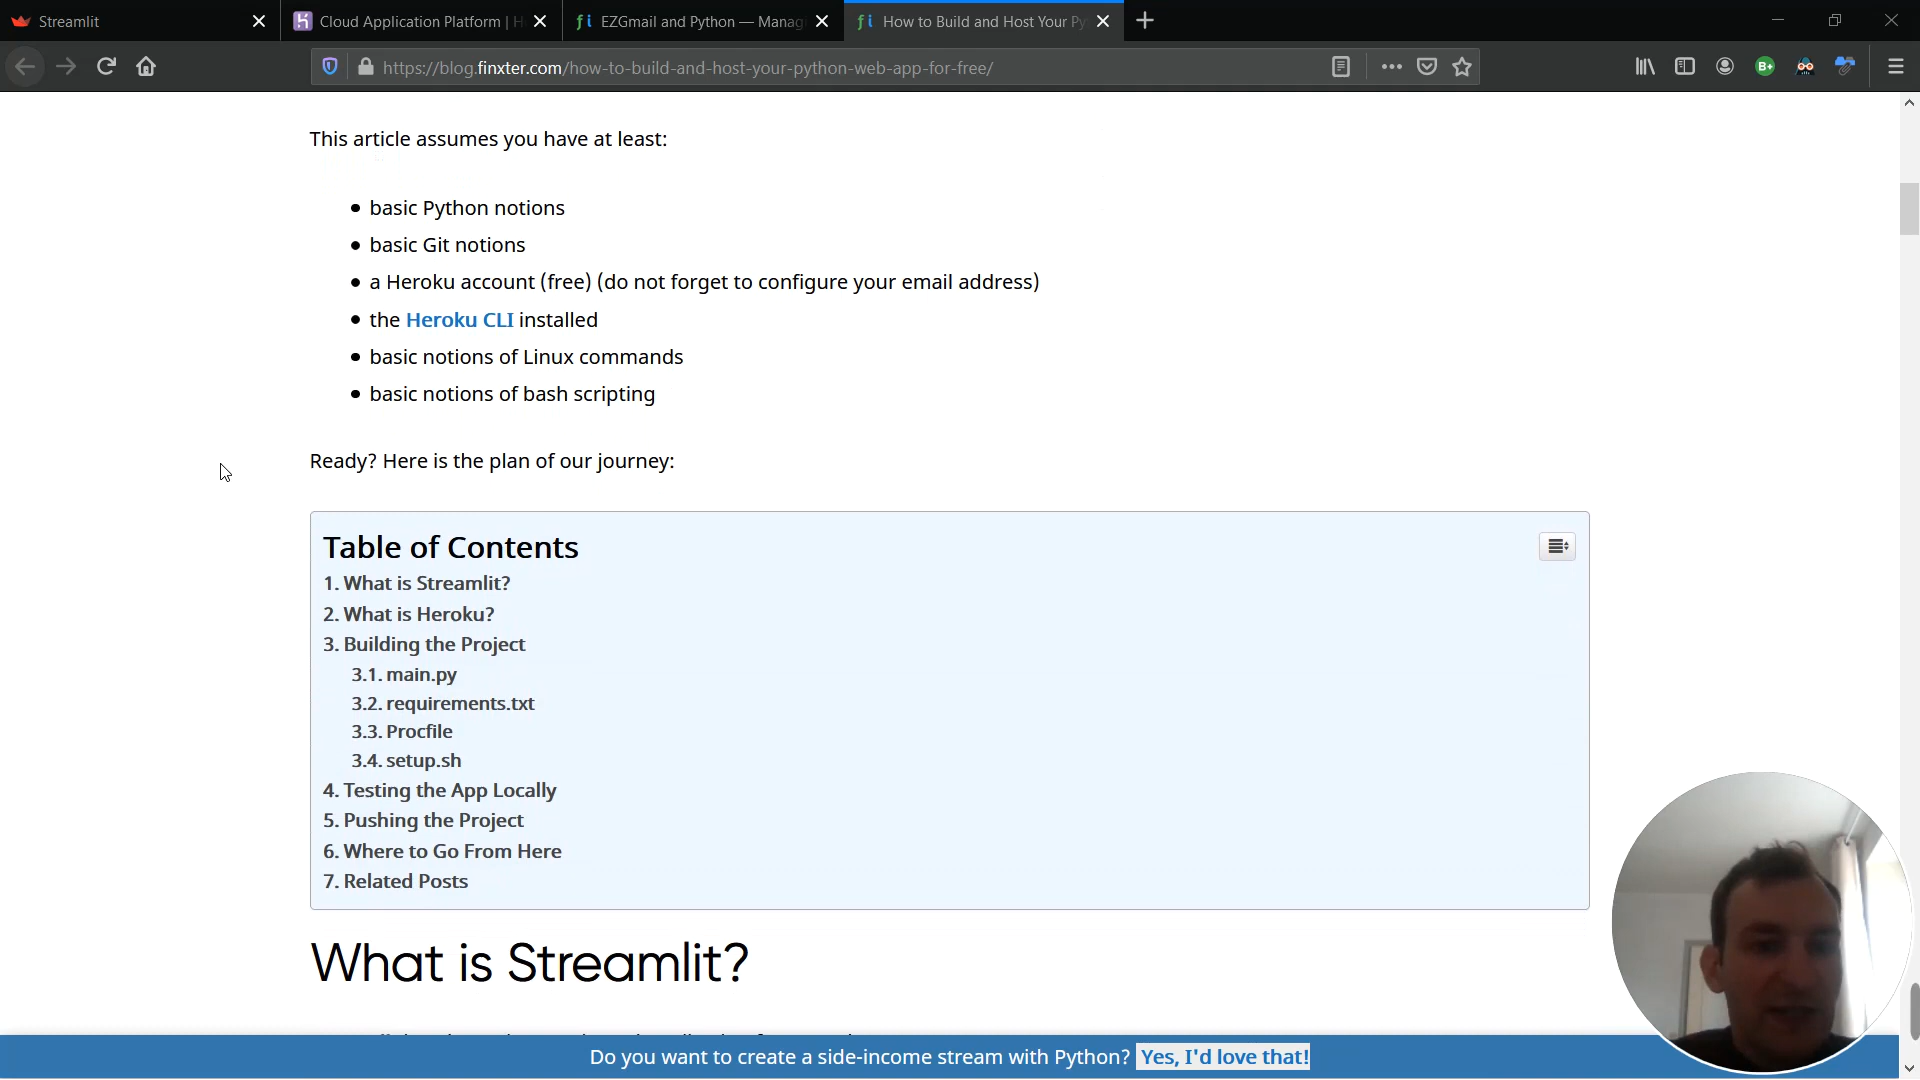 Streamlit
Cloud Application Platform | H
EZGmail and Python — Manag
How to Build and Host Your Py
https://blog.finxter.com/how-to-build-and-host-your-python-web-app-for-free/
B+
This article assumes you have at least:
basic Python notions
basic Git notions
a Heroku account (free) (do not forget to configure your email address)
the Heroku CLI installed
basic notions of Linux commands
basic notions of bash scripting
Ready? Here is the plan of our journey:
Table of Contents
1. What is Streamlit?
2. What is Heroku?
3. Building the Project
3.1. main.py
3.2. requirements.txt
3.3. Procfile
3.4. setup.sh
4. Testing the App Locally
5. Pushing the Project
6. Where to Go From Here
7. Related Posts
What is Streamlit?
Do you want to create a side-income stream with Python? Yes, I'd love that!